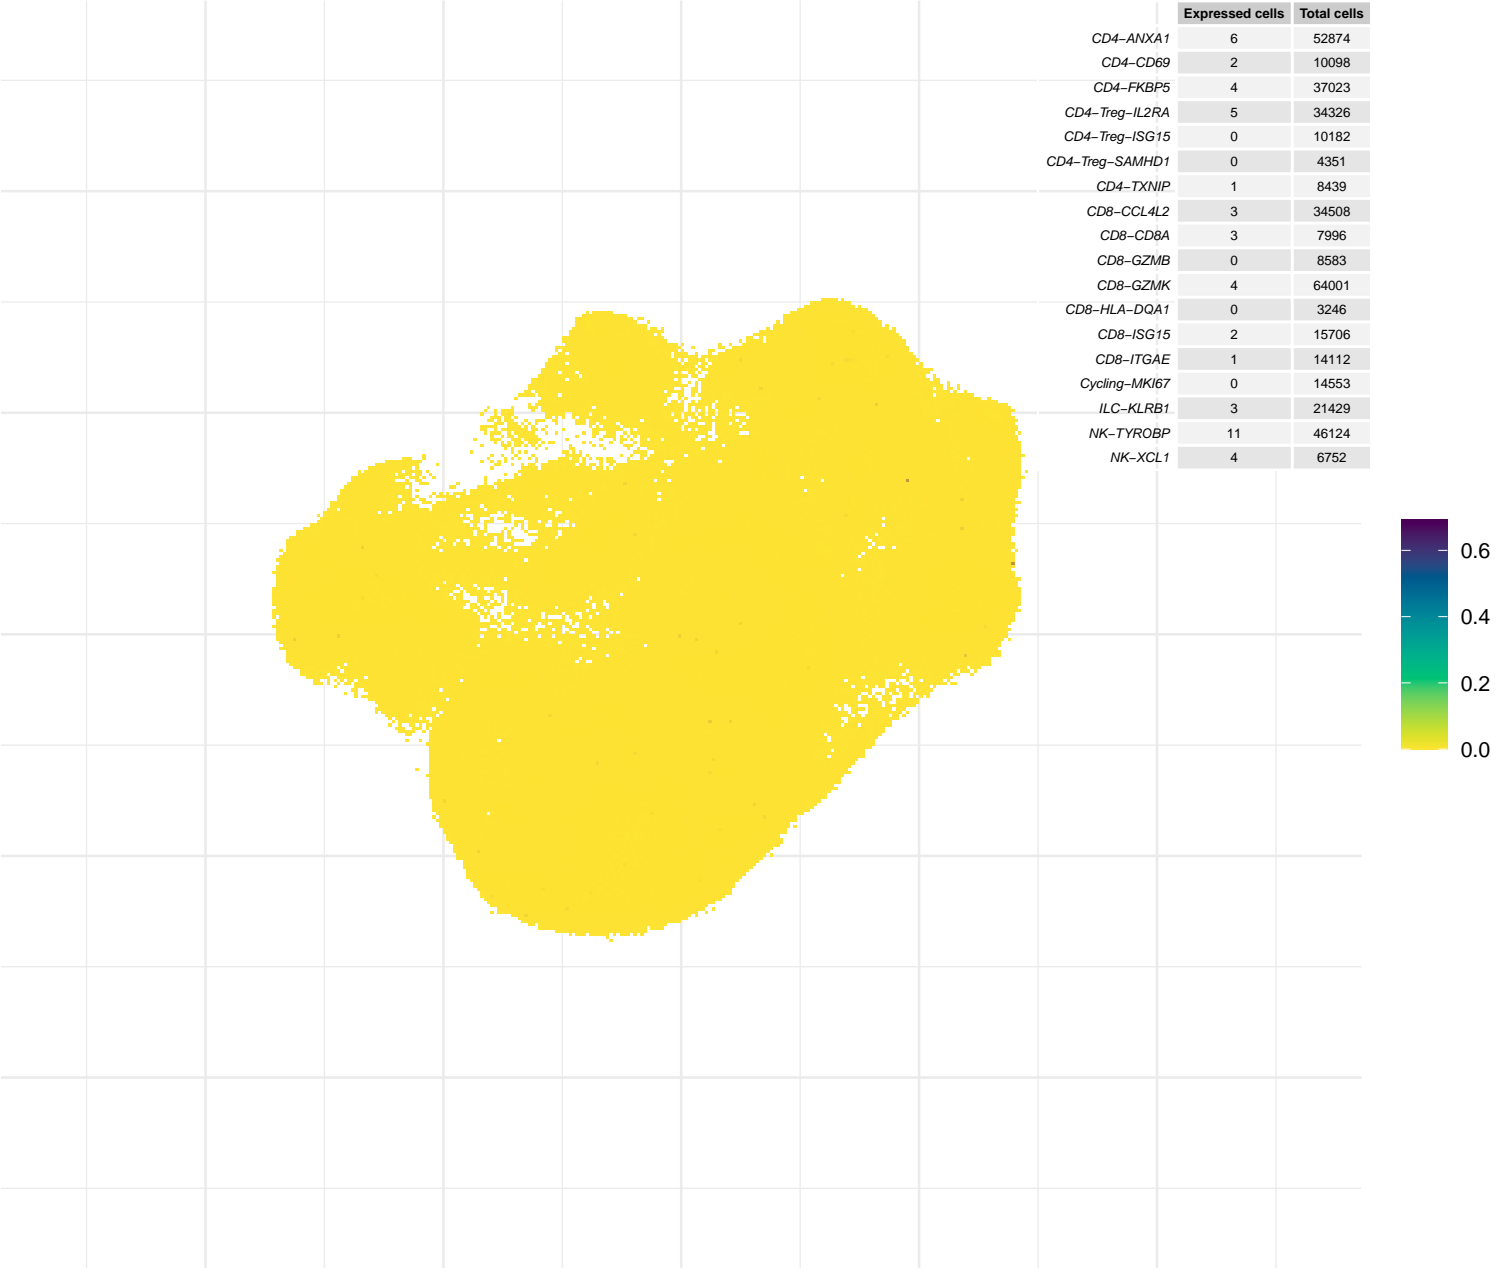 Expressed cells Total cells
CD4−ANXA1 6 52874
CD4−CD69 2 10098
CD4−FKBP5 4 37023
CD4−Treg−IL2RA 5 34326
CD4−Treg−ISG15 0 10182
CD4−Treg−SAMHD1 0 4351
CD4−TXNIP 1 8439
CD8−CCL4L2 3 34508
CD8−CD8A 3 7996
CD8−GZMB 0 8583
CD8−GZMK 4 64001
CD8−HLA−DQA1 0 3246
CD8−ISG15 2 15706
CD8−ITGAE 1 14112
Cycling−MKI67 0 14553
ILC−KLRB1 3 21429
NK−TYROBP 11 46124
NK−XCL1 4 6752
0.6
0.4
0.2
0.0